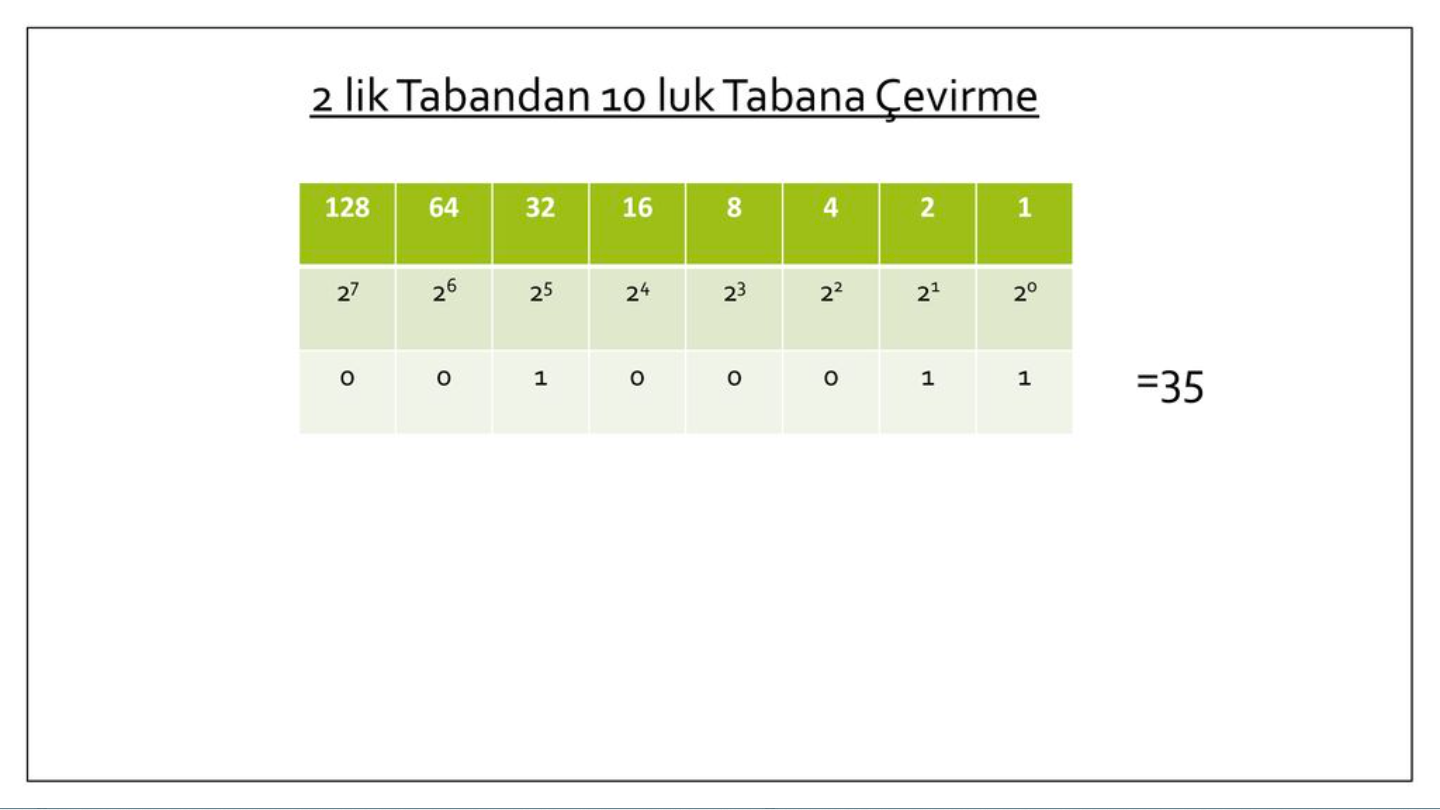 2 lik Tabandan 10 luk Tabana Çevirme
128 64 32 16 8 4 2 1
2⁷ 2⁶ 2⁵ 2⁴ 2³ 2² 2¹ 2⁰
0 0 1 0 0 0 1 1 =35